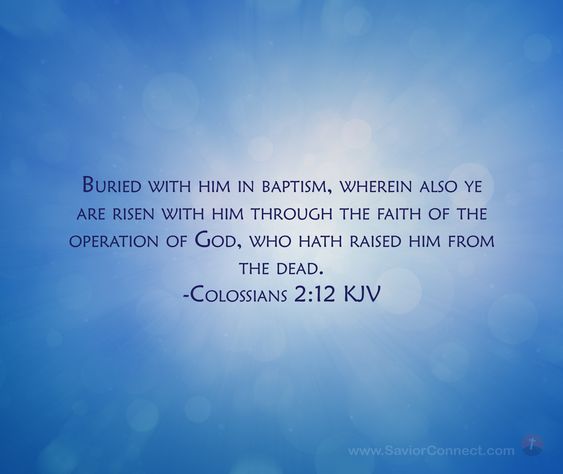 Buried with him in baptism, wherein also ye
are risen with him through the faith of the
operation of God, who hath raised him from
the dead.
-Colossians 2:12 KJV
www.SaviorConnect.com